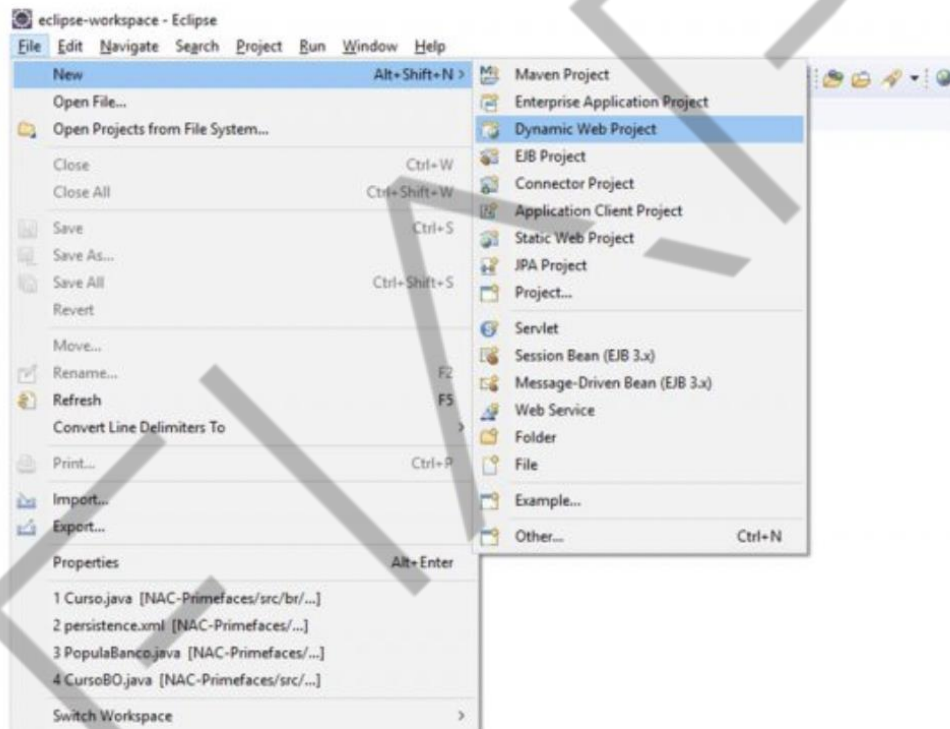 eclipse-workspace - Eclipse
File Edit Navigate Search Project Run Window Help
New Alt+Shift+N >
Open File...
Open Projects from File System...
Close Ctrl+W
Close All Ctrl+Shift+W
Save Ctrl+S
Save As...
Save All Ctrl+Shift+S
Revert
Move...
Rename... F2
Refresh F5
Convert Line Delimiters To >
Print... Ctrl+P
Import...
Export...
Properties Alt+Enter
1 Curso.java [NAC-Primefaces/src/br/...]
2 persistence.xml [NAC-Primefaces/...]
3 PopulaBanco.java [NAC-Primefaces/...]
4 CursoBO.java [NAC-Primefaces/src/...]
Switch Workspace >
Maven Project
Enterprise Application Project
Dynamic Web Project
EJB Project
Connector Project
Application Client Project
Static Web Project
JPA Project
Project...
Servlet
Session Bean (EJB 3.x)
Message-Driven Bean (EJB 3.x)
Web Service
Folder
File
Example...
Other... Ctrl+N